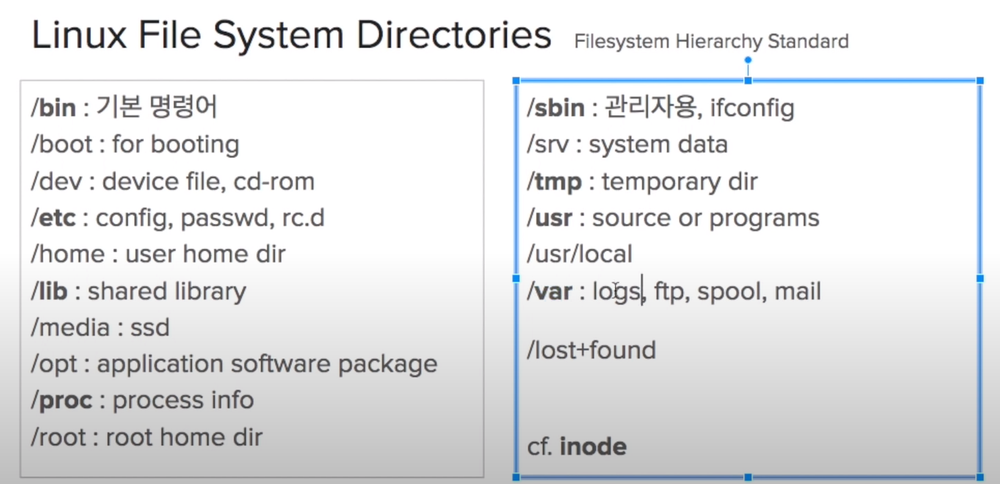 Linux File System Directories Filesystem Hierarchy Standard
/bin : 기본 명령어
/boot : for booting
/dev : device file, cd-rom
/etc : config, passwd, rc.d
/home : user home dir
/lib : shared library
/media : ssd
/opt : application software package
/proc : process info
/root : root home dir
/sbin : 관리자용, ifconfig
/srv : system data
/tmp : temporary dir
/usr : source or programs
/usr/local
/var : logs, ftp, spool, mail
/lost+found
cf. inode